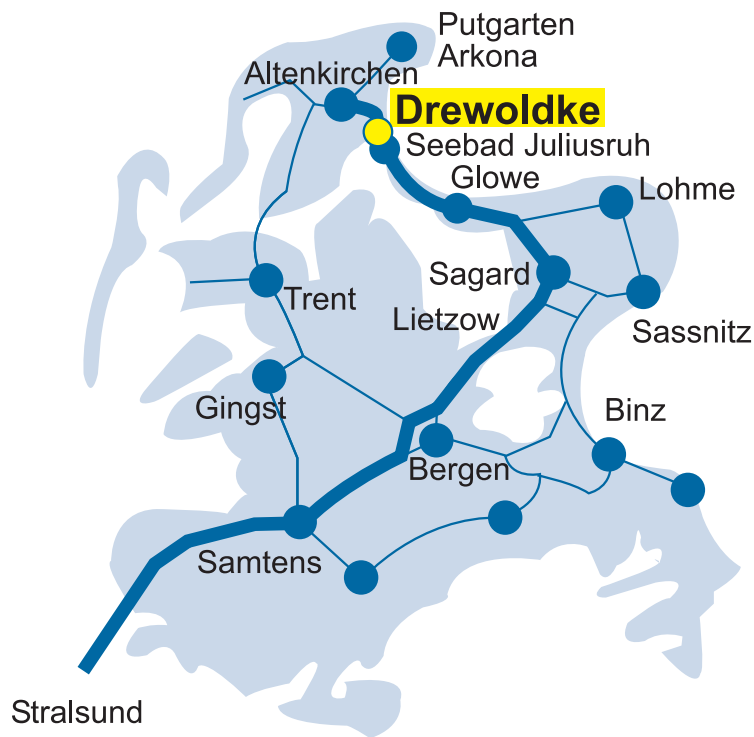 Putgarten
Arkona
Altenkirchen
Drewoldke
Seebad Juliusruh
Glowe
Lohme
Sagard
Trent
Lietzow
Sassnitz
Gingst
Binz
Bergen
Samtens
Stralsund